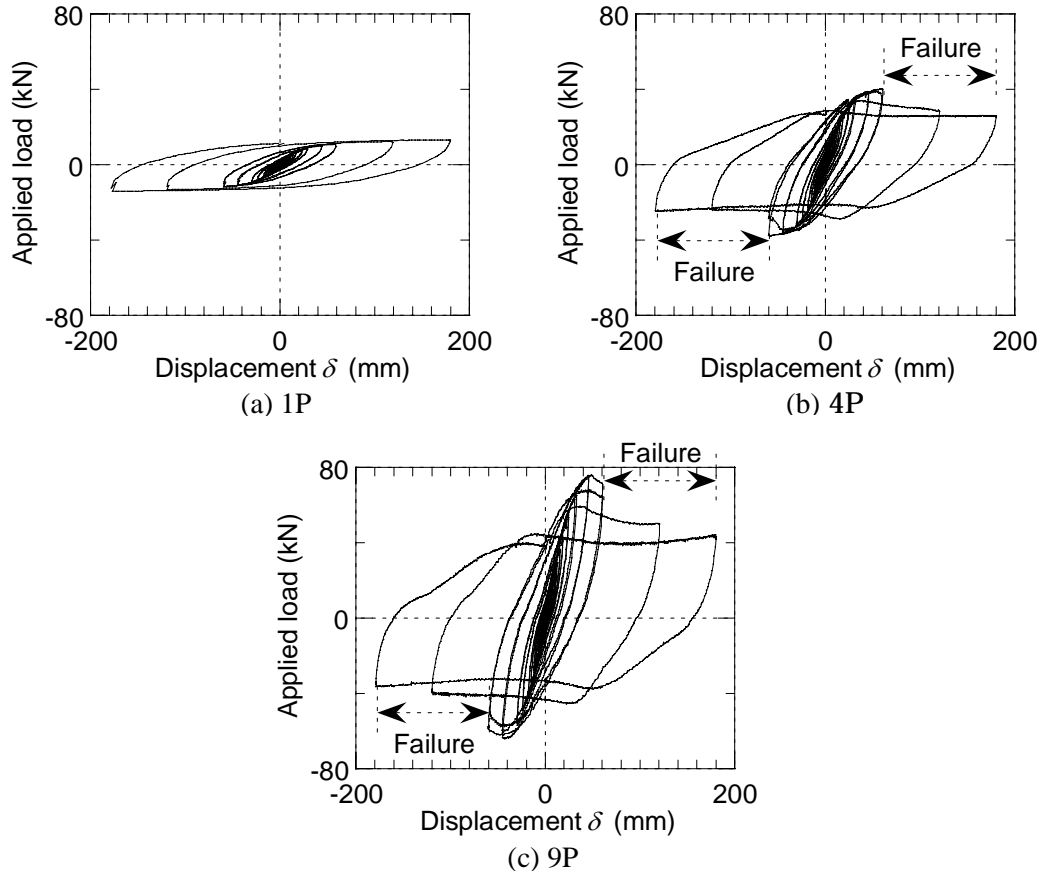 80
Applied load (kN)
0
-80
-200
0
200
Displacement δ (mm)
(a) 1P
80
Failure
Applied load (kN)
0
Failure
-80
-200
0
200
Displacement δ (mm)
(b) 4P
80
Failure
Applied load (kN)
0
Failure
-80
-200
0
200
Displacement δ (mm)
(c) 9P